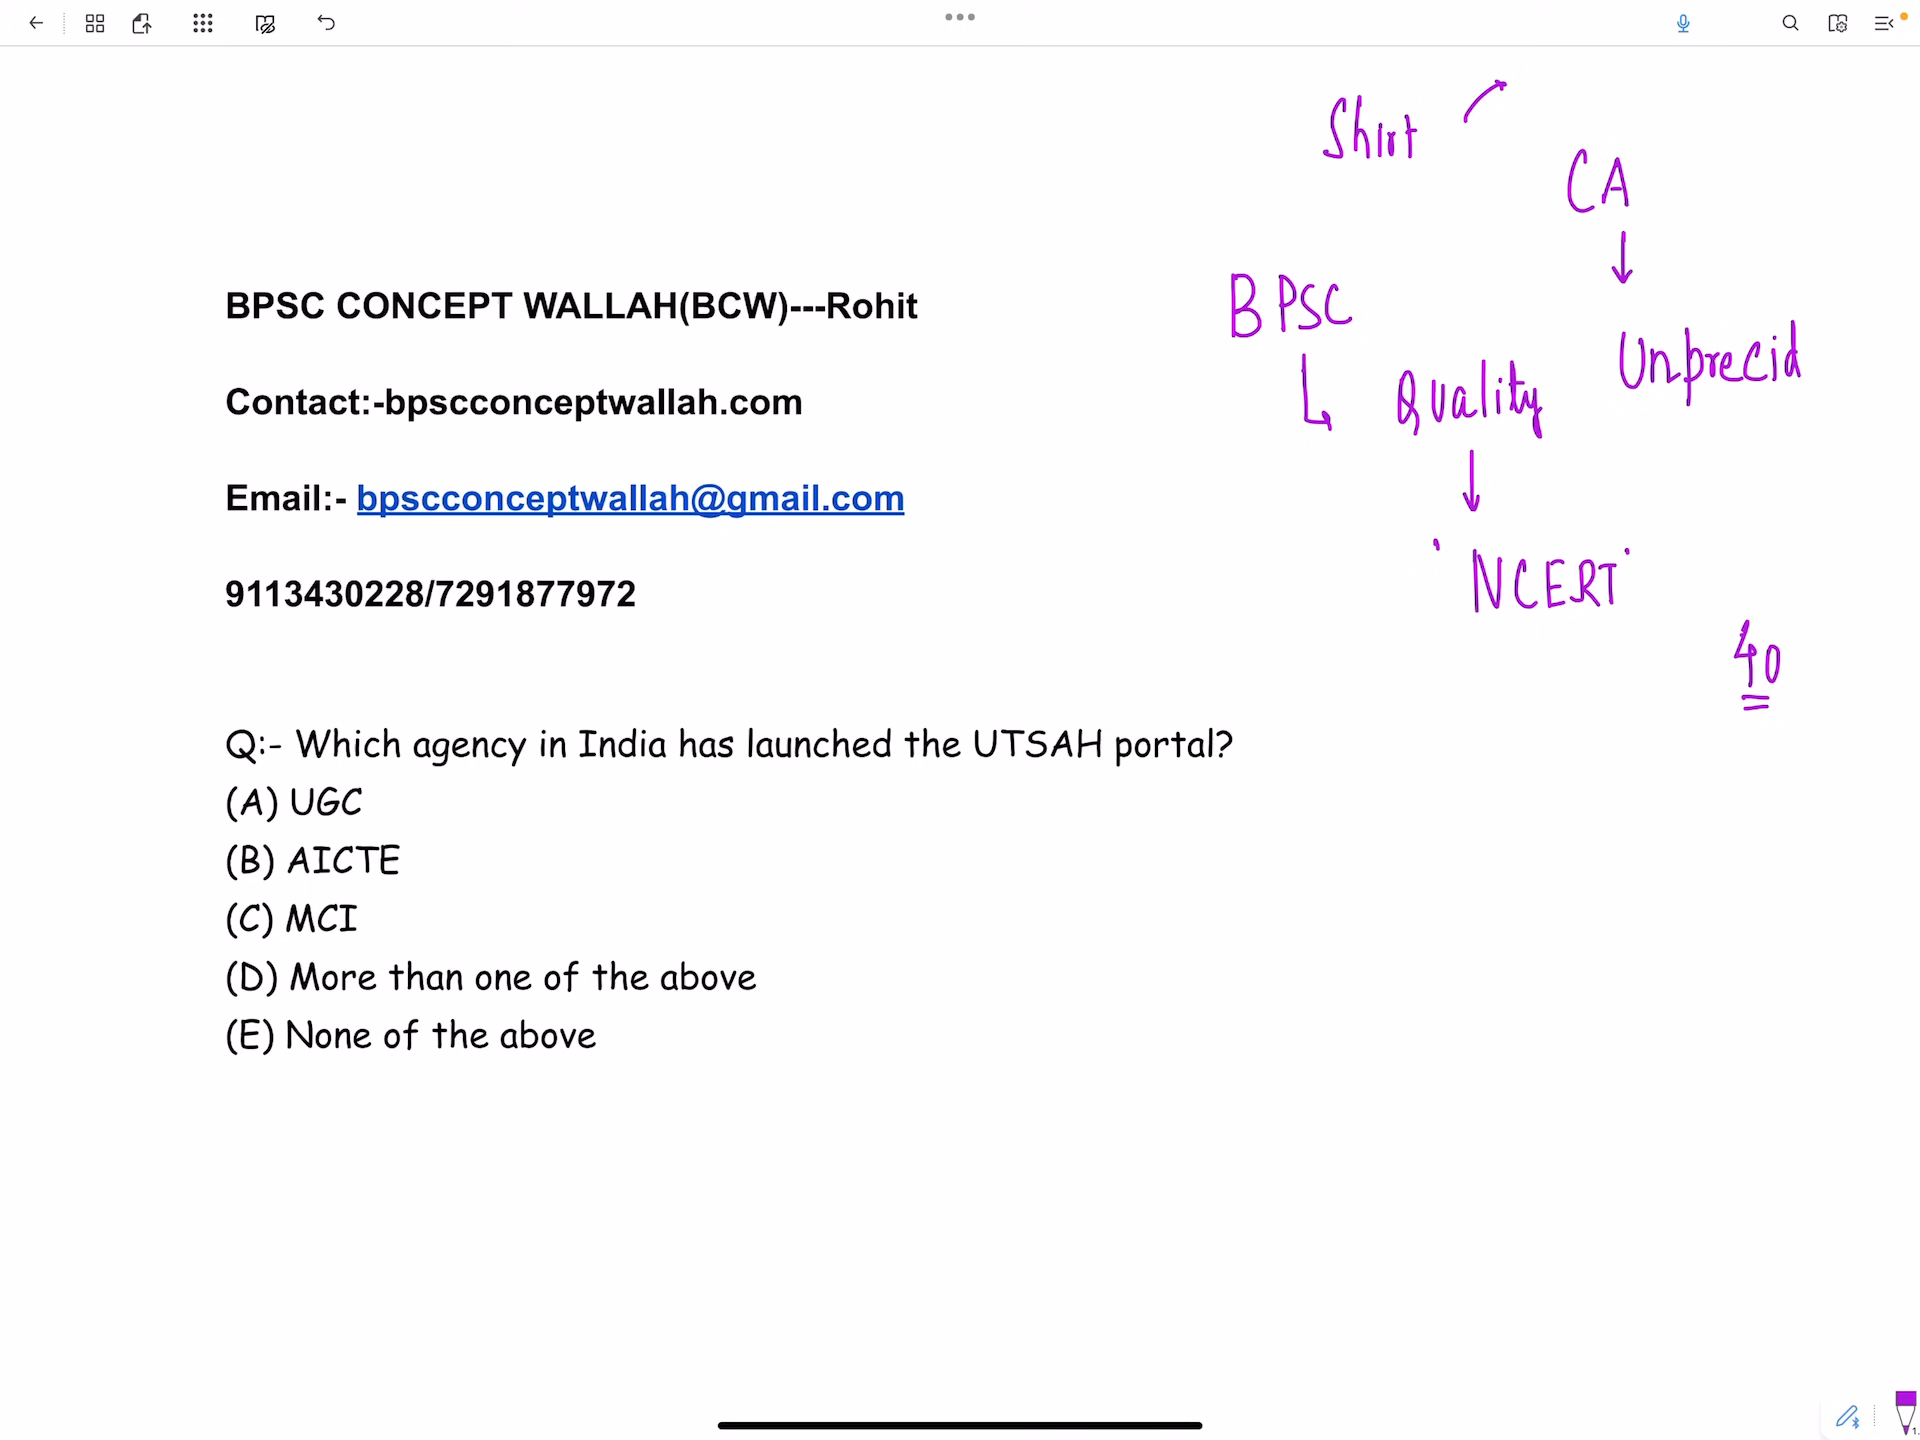 Shirt
CA
BPSC
Unprecid
Quality
NCERT
40
BPSC CONCEPT WALLAH(BCW)---Rohit
Contact:-bpscconceptwallah.com
Email:- bpscconceptwallah@gmail.com
9113430228/7291877972
Q:- Which agency in India has launched the UTSAH portal?
(A) UGC
(B) AICTE
(C) MCI
(D) More than one of the above
(E) None of the above